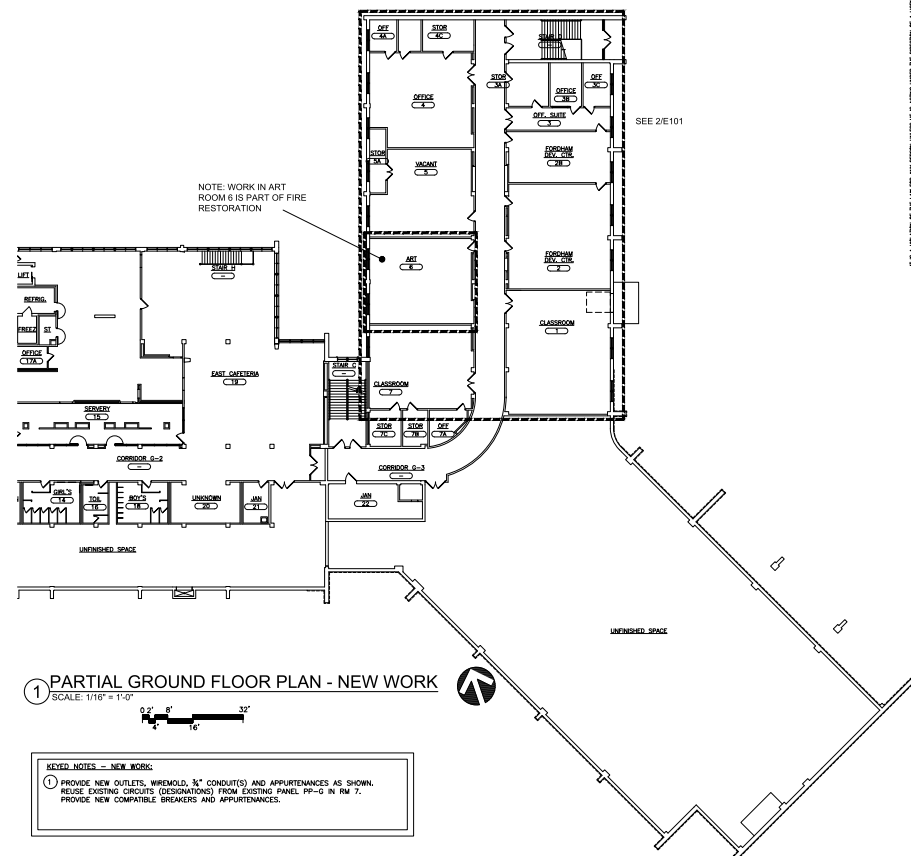 OFF
4A
STOR
4C
STAIR D
—
STOR
3A
OFFICE
3B
OFF
3C
OFFICE
4
OFF. SUITE
3
SEE 2/E101
STOR
5A
VACANT
5
FORDHAM
DEV. CTR.
2B
NOTE: WORK IN ART
ROOM 6 IS PART OF FIRE
RESTORATION
ART
6
FORDHAM
DEV. CTR.
2
STAIR H
—
LIFT
REFRIG.
FREEZ
ST
OFFICE
17A
CLASSROOM
1
STAIR C
—
EAST CAFETERIA
19
CLASSROOM
7
SERVERY
15
STOR
7C
STOR
7B
OFF
7A
CORRIDOR G-2
—
CORRIDOR G-3
—
GIRL'S
14
TOIL
16
BOY'S
18
UNKNOWN
20
JAN
21
JAN
22
UNFINISHED SPACE
UNFINISHED SPACE
1
PARTIAL GROUND FLOOR PLAN - NEW WORK
SCALE: 1/16" = 1'-0"
0 2' 8' 32'
4' 16'
KEYED NOTES - NEW WORK:
1 PROVIDE NEW OUTLETS, WIREMOLD, ¾" CONDUIT(S) AND APPURTENANCES AS SHOWN.
REUSE EXISTING CIRCUITS (DESIGNATIONS) FROM EXISTING PANEL PP-G IN RM 7.
PROVIDE NEW COMPATIBLE BREAKERS AND APPURTENANCES.